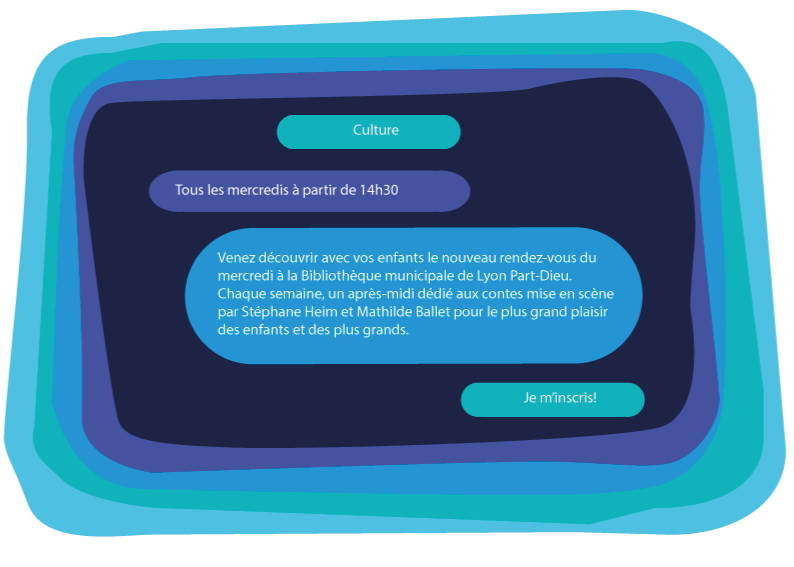 Culture
Tous les mercredis à partir de 14h30
Venez découvrir avec vos enfants le nouveau rendez-vous du
mercredi à la Bibliothèque municipale de Lyon Part-Dieu.
Chaque semaine, un après-midi dédié aux contes mise en scène
par Stéphane Heim et Mathilde Ballet pour le plus grand plaisir
des enfants et des plus grands.
Je m’inscris!